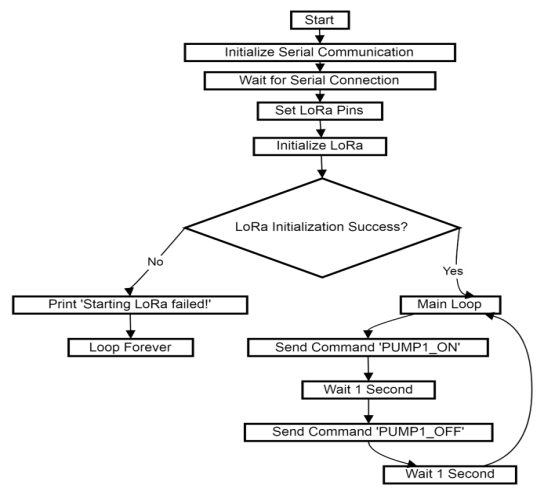 Start
Initialize Serial Communication
Wait for Serial Connection
Set LoRa Pins
Initialize LoRa
LoRa Initialization Success?
No
Yes
Print 'Starting LoRa failed!'
Main Loop
Loop Forever
Send Command 'PUMP1_ON'
Wait 1 Second
Send Command 'PUMP1_OFF'
Wait 1 Second